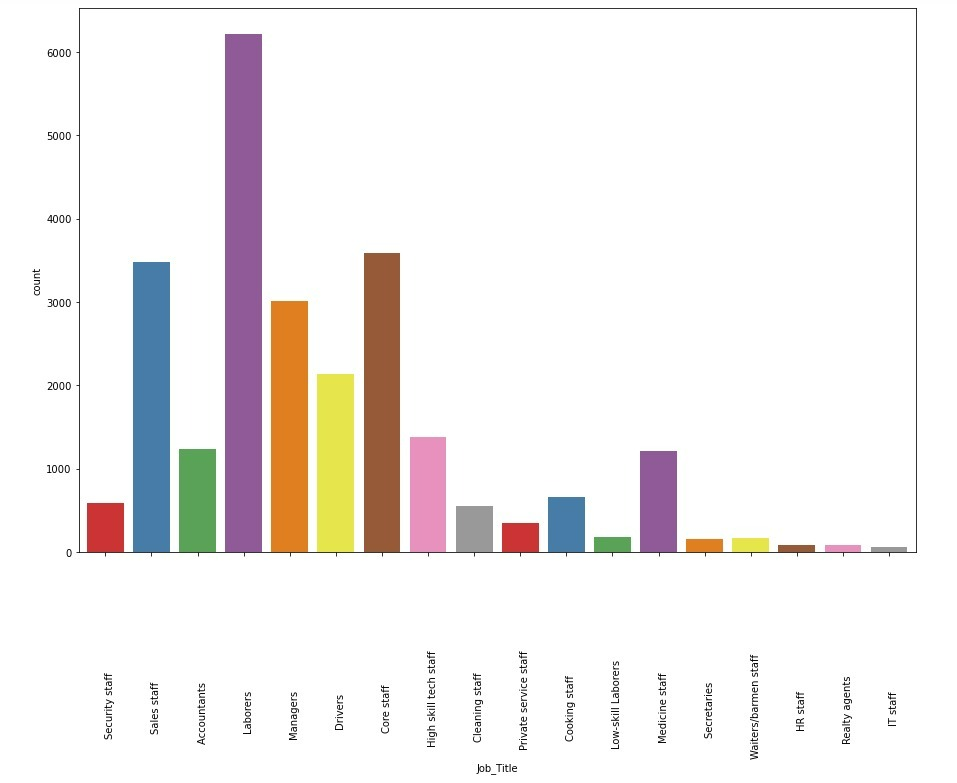 6000
5000
4000
3000
2000
1000
0
count
Security staff
Sales staff
Accountants
Laborers
Managers
Drivers
Core staff
High skill tech staff
Cleaning staff
Private service staff
Cooking staff
Low-skill Laborers
Medicine staff
Secretaries
Waiters/barmen staff
HR staff
Realty agents
IT staff
Job_Title